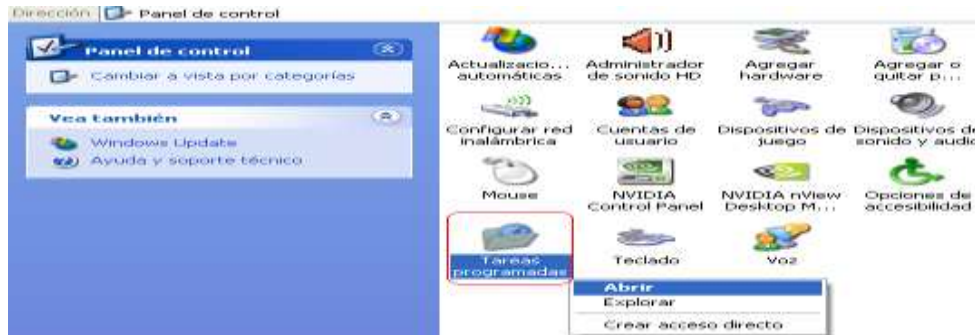 Dirección Panel de control
Panel de control
Cambiar a vista por categorías
Vea también
Windows Update
Ayuda y soporte técnico
Actualizacio...
automáticas
Administrador
de sonido HD
Agregar
hardware
Agregar o
quitar p...
Configurar red
inalámbrica
Cuentas de
usuario
Dispositivos de
juego
Dispositivos de
sonido y audio
Mouse
NVIDIA
Control Panel
NVIDIA nView
Desktop M...
Opciones de
accesibilidad
Tareas
programadas
Teclado
Voz
Abrir
Explorar
Crear acceso directo